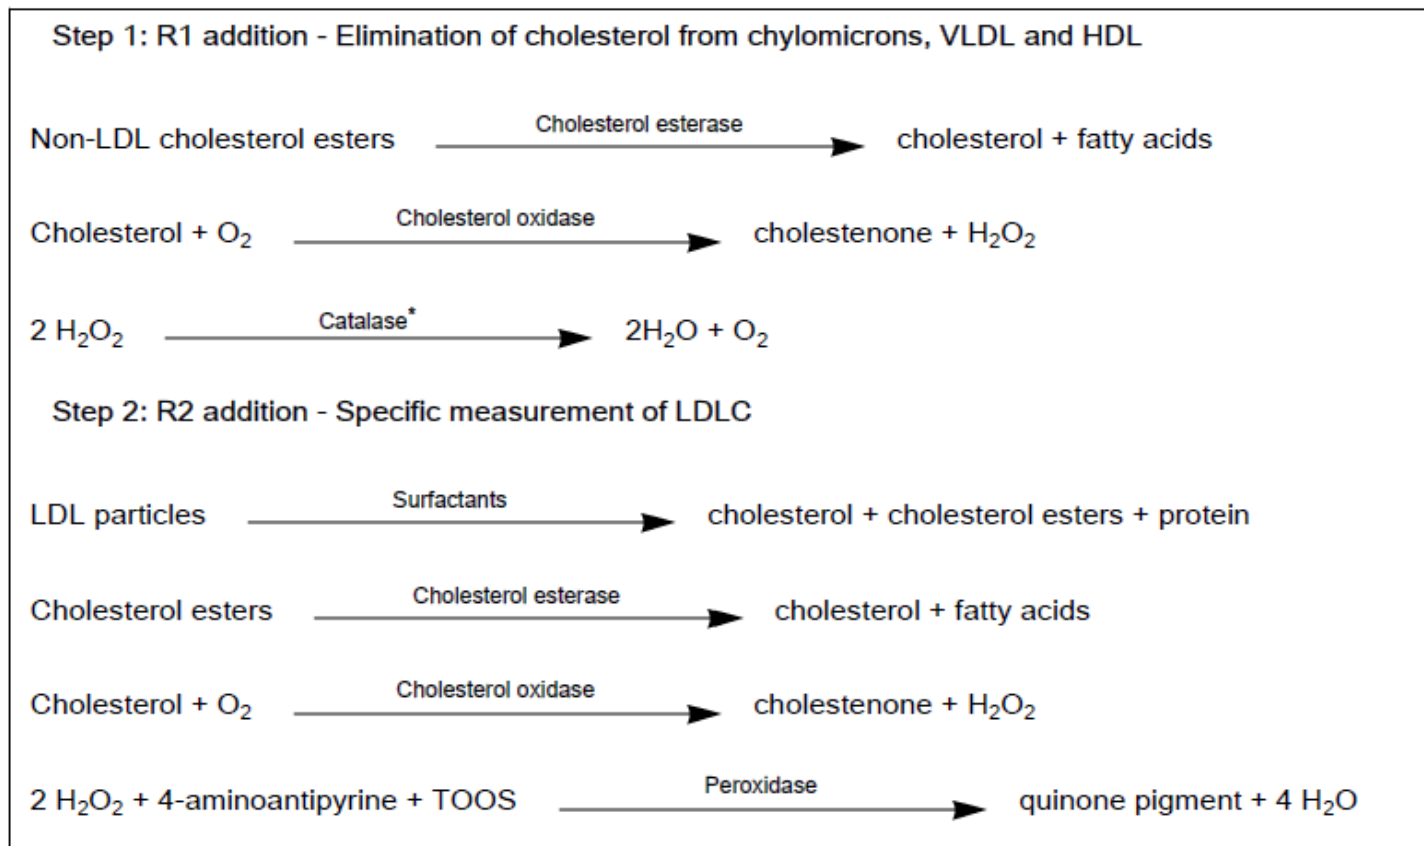 Step 1: R1 addition - Elimination of cholesterol from chylomicrons, VLDL and HDL
Cholesterol esterase
Non-LDL cholesterol esters cholesterol + fatty acids
Cholesterol oxidase
Cholesterol + O₂ cholestenone + H₂O₂
Catalase*
2 H₂O₂ 2H₂O + O₂
Step 2: R2 addition - Specific measurement of LDLC
Surfactants
LDL particles cholesterol + cholesterol esters + protein
Cholesterol esterase
Cholesterol esters cholesterol + fatty acids
Cholesterol oxidase
Cholesterol + O₂ cholestenone + H₂O₂
Peroxidase
2 H₂O₂ + 4-aminoantipyrine + TOOS quinone pigment + 4 H₂O